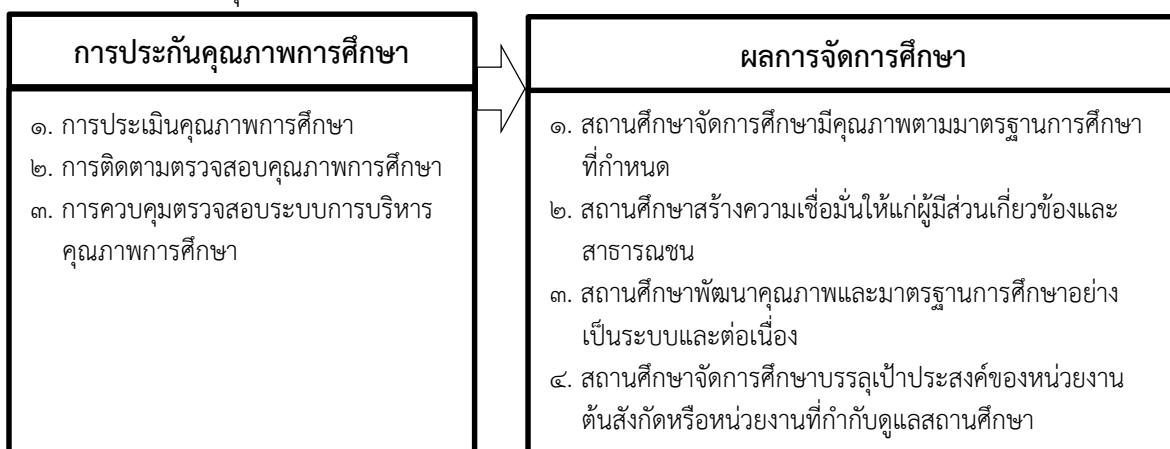 การประกันคุณภาพการศึกษา
๑. การประเมินคุณภาพการศึกษา
๒. การติดตามตรวจสอบคุณภาพการศึกษา
๓. การควบคุมตรวจสอบระบบการบริหาร
คุณภาพการศึกษา
ผลการจัดการศึกษา
๑. สถานศึกษาจัดการศึกษามีคุณภาพตามมาตรฐานการศึกษา
ที่กำหนด
๒. สถานศึกษาสร้างความเชื่อมั่นให้แก่ผู้มีส่วนเกี่ยวข้องและ
สาธารณชน
๓. สถานศึกษาพัฒนาคุณภาพและมาตรฐานการศึกษาอย่าง
เป็นระบบและต่อเนื่อง
๔. สถานศึกษาจัดการศึกษาบรรลุเป้าประสงค์ของหน่วยงาน
ต้นสังกัดหรือหน่วยงานที่กำกับดูแลสถานศึกษา